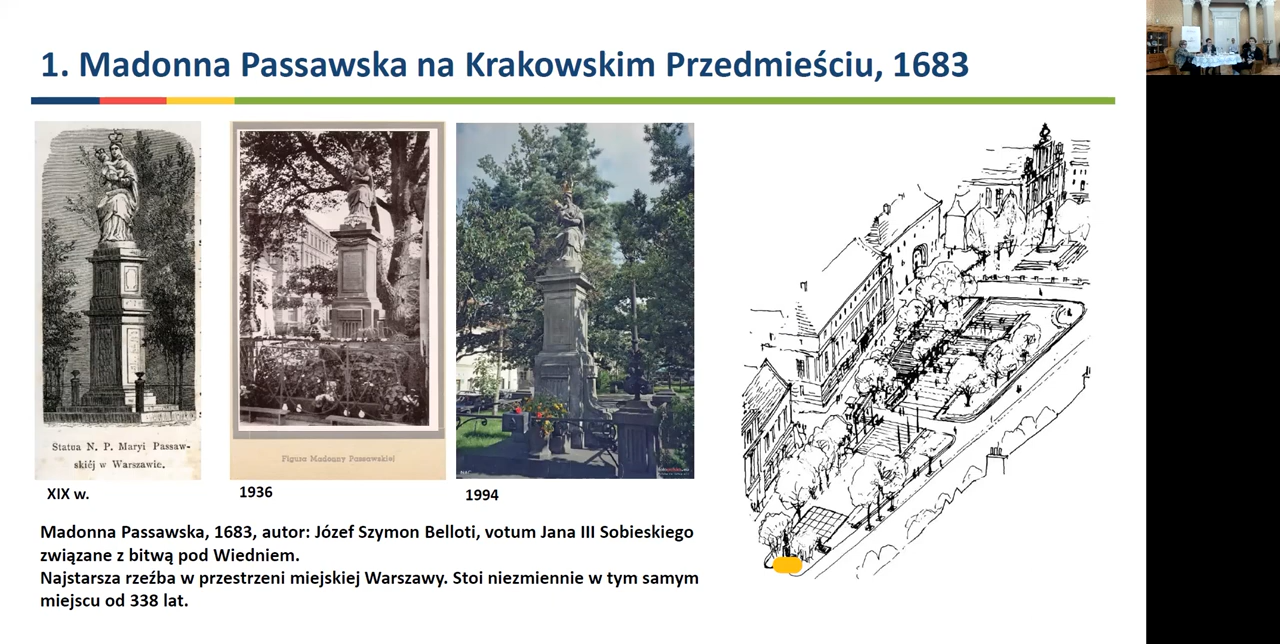 1. Madonna Passawska na Krakowskim Przedmieściu, 1683
Statua N. P. Maryi Passaw-
skiéj w Warszawie.
XIX w.
Figura Madonny Passawskiej
1936
1994
Madonna Passawska, 1683, autor: Józef Szymon Belloti, votum Jana III Sobieskiego
związane z bitwą pod Wiedniem.
Najstarsza rzeźba w przestrzeni miejskiej Warszawy. Stoi niezmiennie w tym samym
miejscu od 338 lat.